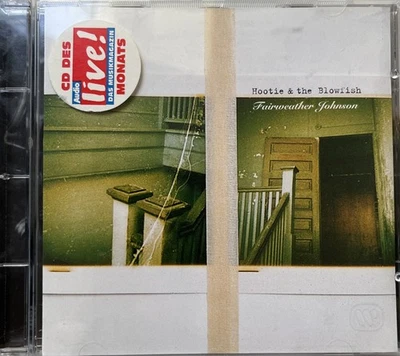 CD DES
Audio
live!
DAS MUSIKMAGAZIN
MONATS
Hootie & the Blowfish
Fairweather Johnson